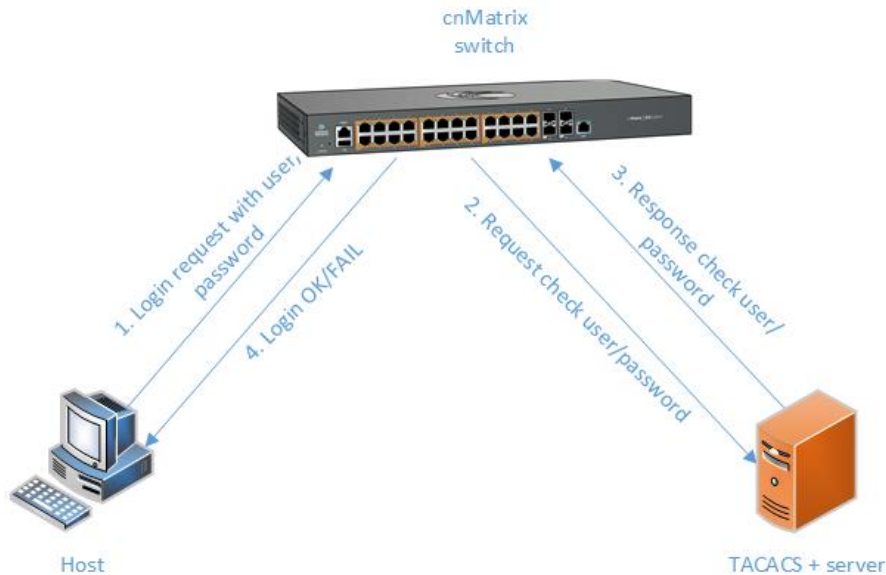 cnMatrix
switch
1. Login request with user,
password
4. Login OK/FAIL
2. Request check user/password
3. Response check user/
password
Host
TACACS + server